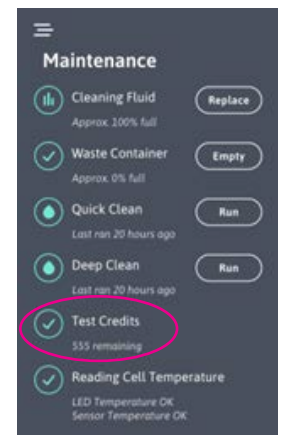 Maintenance
Cleaning Fluid
Replace
Approx. 100% full
Waste Container
Empty
Approx. 0% full
Quick Clean
Run
Last ran 20 hours ago
Deep Clean
Run
Last ran 20 hours ago
Test Credits
555 remaining
Reading Cell Temperature
LED Temperature OK
Sensor Temperature OK